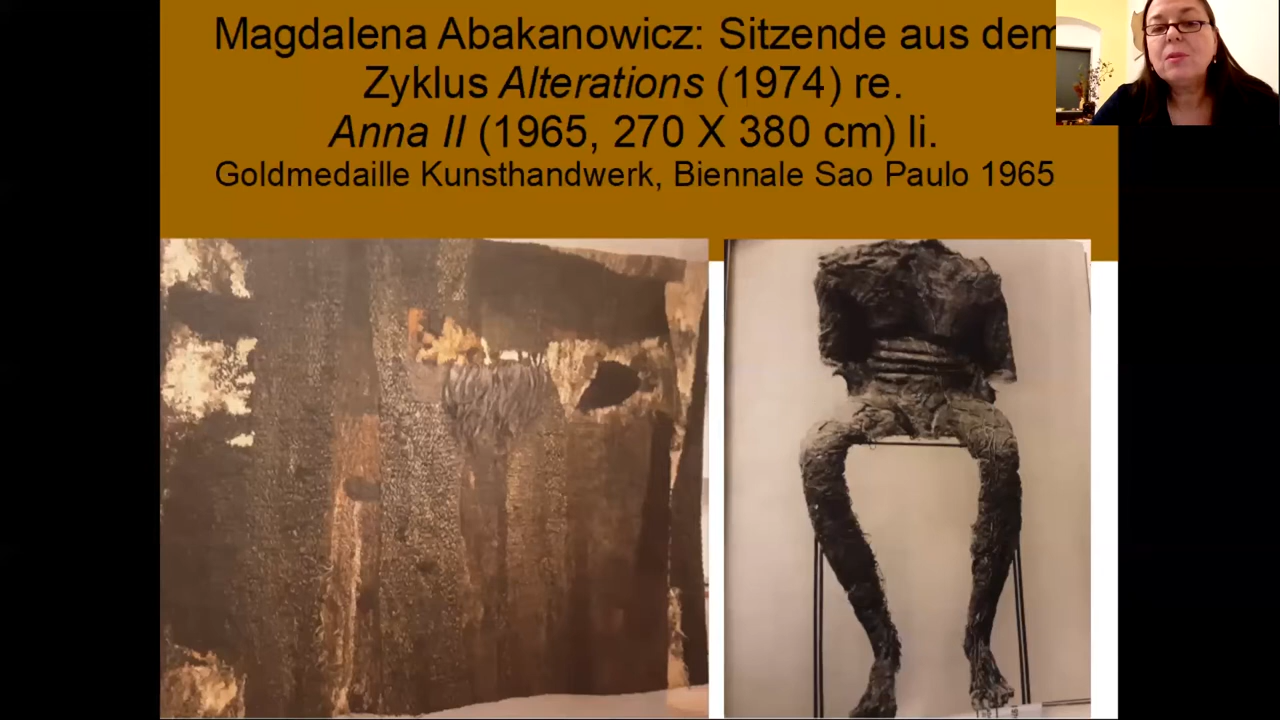 Magdalena Abakanowicz: Sitzende aus dem
Zyklus Alterations (1974) re.
Anna II (1965, 270 X 380 cm) li.
Goldmedaille Kunsthandwerk, Biennale Sao Paulo 1965